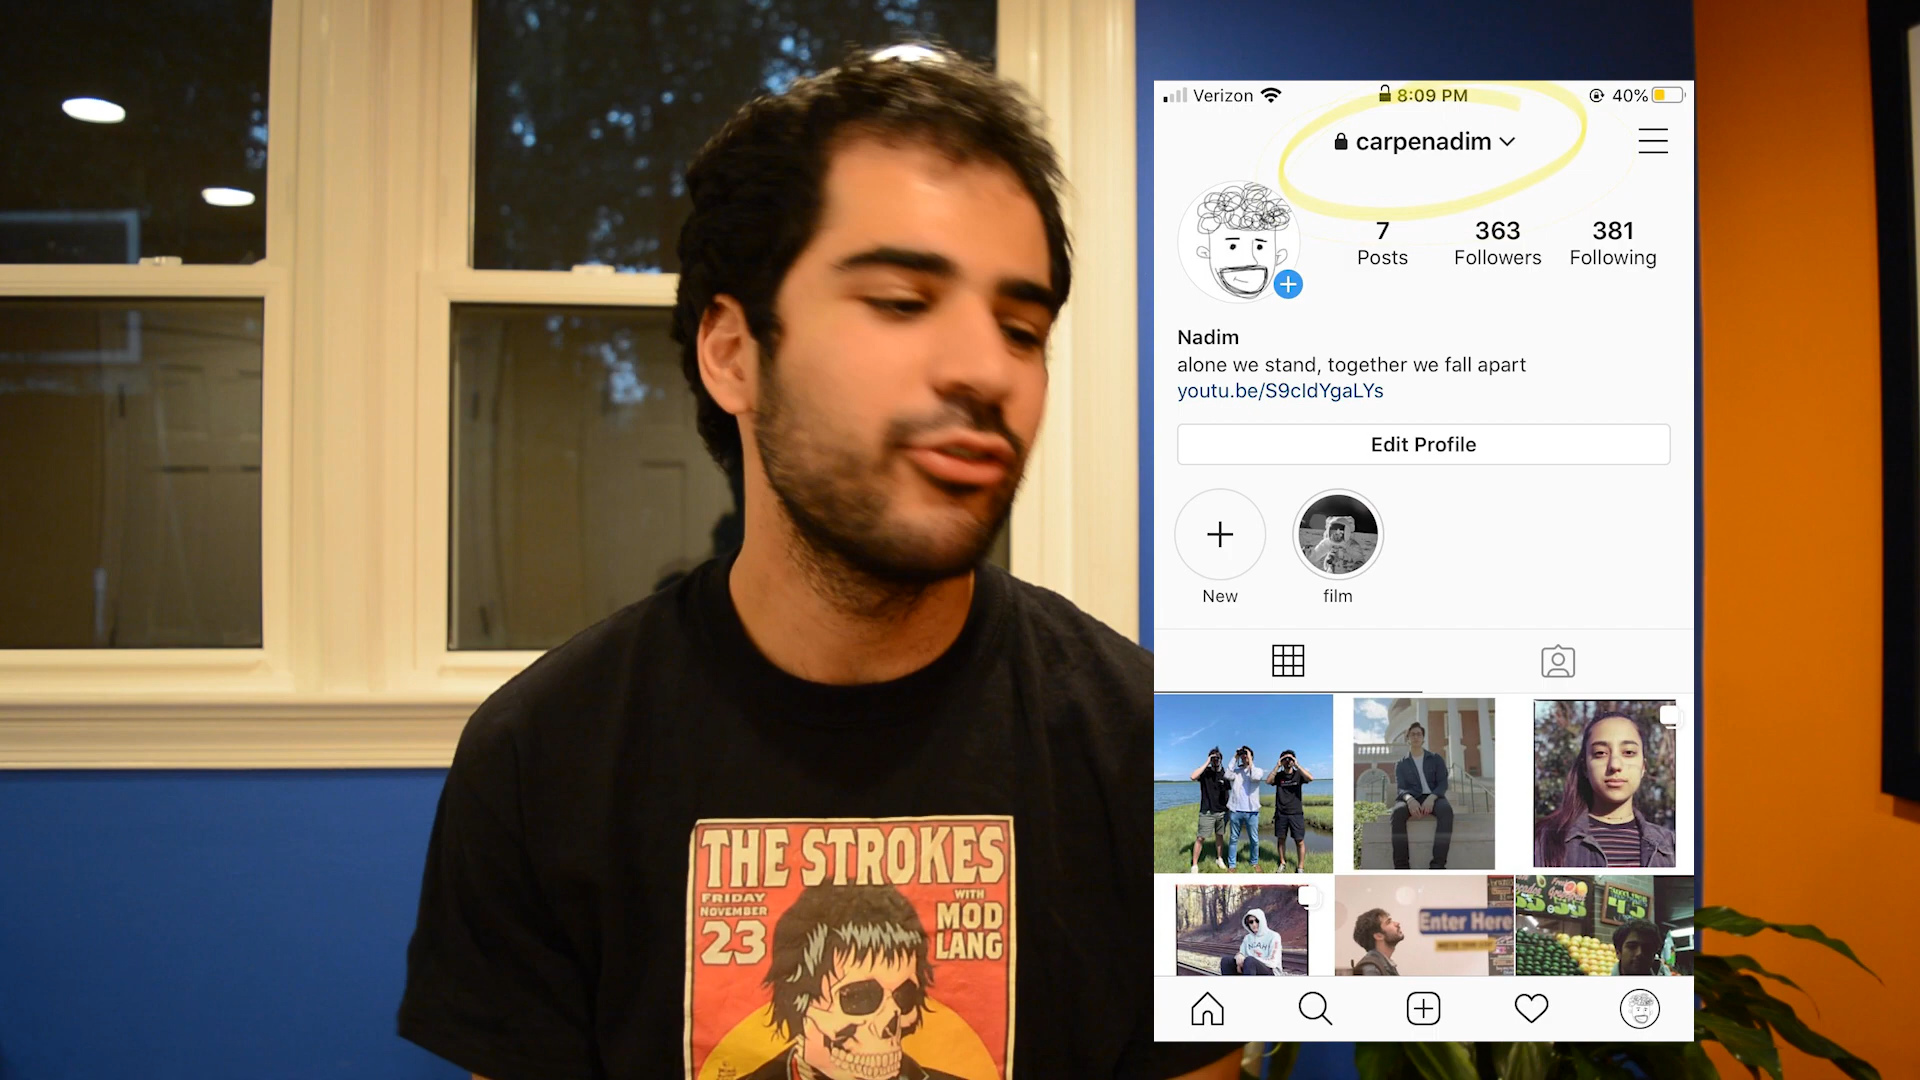 Verizon 8:09 PM 40%
carpenadim
7 363 381
Posts Followers Following
Nadim
alone we stand, together we fall apart
youtu.be/S9cldYgaLYs
Edit Profile
New film
Enter Here
THE STROKES
FRIDAY
NOVEMBER
23
WITH
MOD
LANG